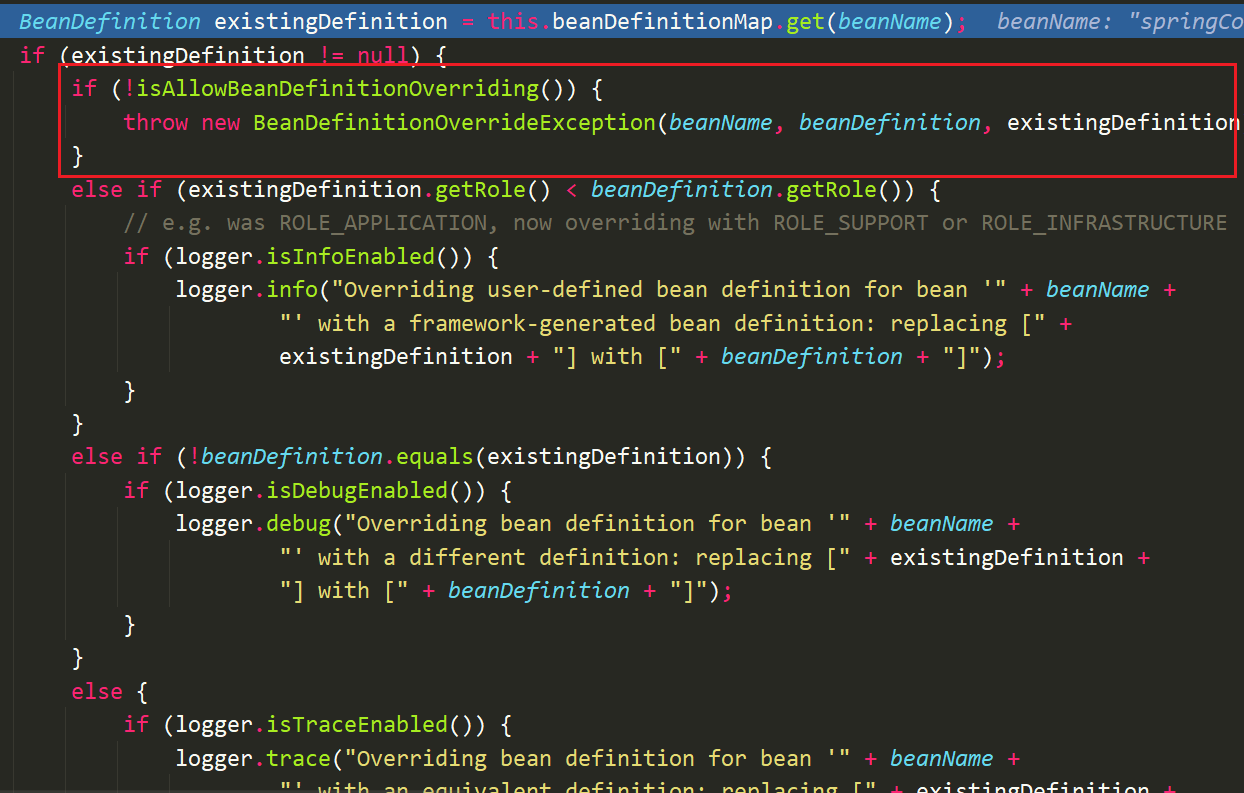 BeanDefinition existingDefinition = this.beanDefinitionMap.get(beanName); beanName: "springCo
if (existingDefinition != null) {
if (!isAllowBeanDefinitionOverriding()) {
throw new BeanDefinitionOverrideException(beanName, beanDefinition, existingDefinition
}
else if (existingDefinition.getRole() < beanDefinition.getRole()) {
// e.g. was ROLE_APPLICATION, now overriding with ROLE_SUPPORT or ROLE_INFRASTRUCTURE
if (logger.isInfoEnabled()) {
logger.info("Overriding user-defined bean definition for bean '" + beanName +
"' with a framework-generated bean definition: replacing [" +
existingDefinition + "] with [" + beanDefinition + "]");
}
}
else if (!beanDefinition.equals(existingDefinition)) {
if (logger.isDebugEnabled()) {
logger.debug("Overriding bean definition for bean '" + beanName +
"' with a different definition: replacing [" + existingDefinition +
"] with [" + beanDefinition + "]");
}
}
else {
if (logger.isTraceEnabled()) {
logger.trace("Overriding bean definition for bean '" + beanName +
"' with an equivalent definition: replacing [" + existingDefinition +